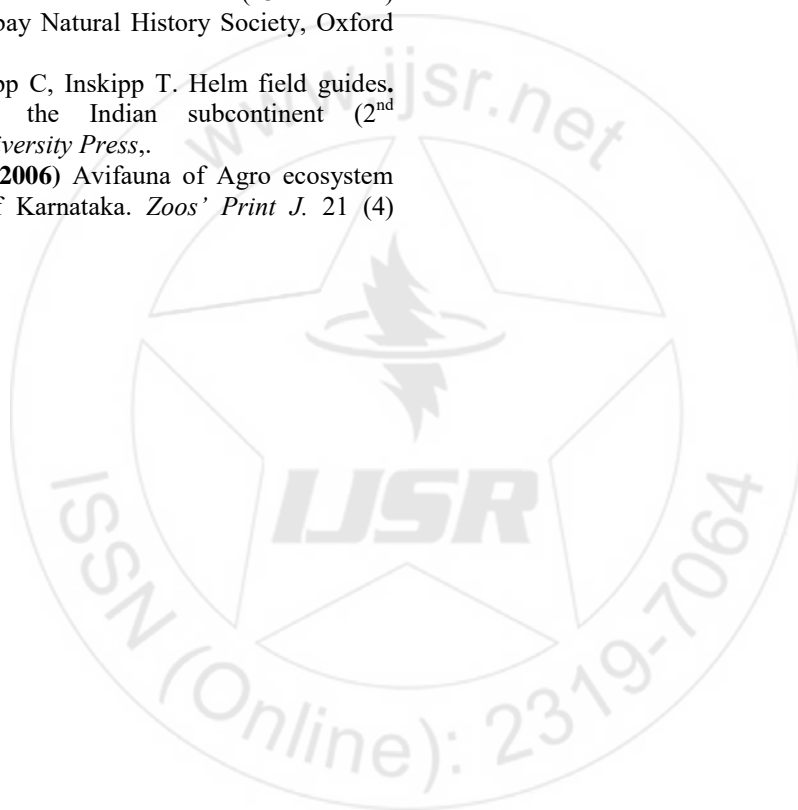 bay Natural History Society, Oxford
pp C, Inskipp T. Helm field guides.
the Indian subcontinent (2nd
iversity Press,.
2006) Avifauna of Agro ecosystem
f Karnataka. Zoos’ Print J. 21 (4)
www.ijsr.net
IJSR
ISSN (Online): 2319-7064